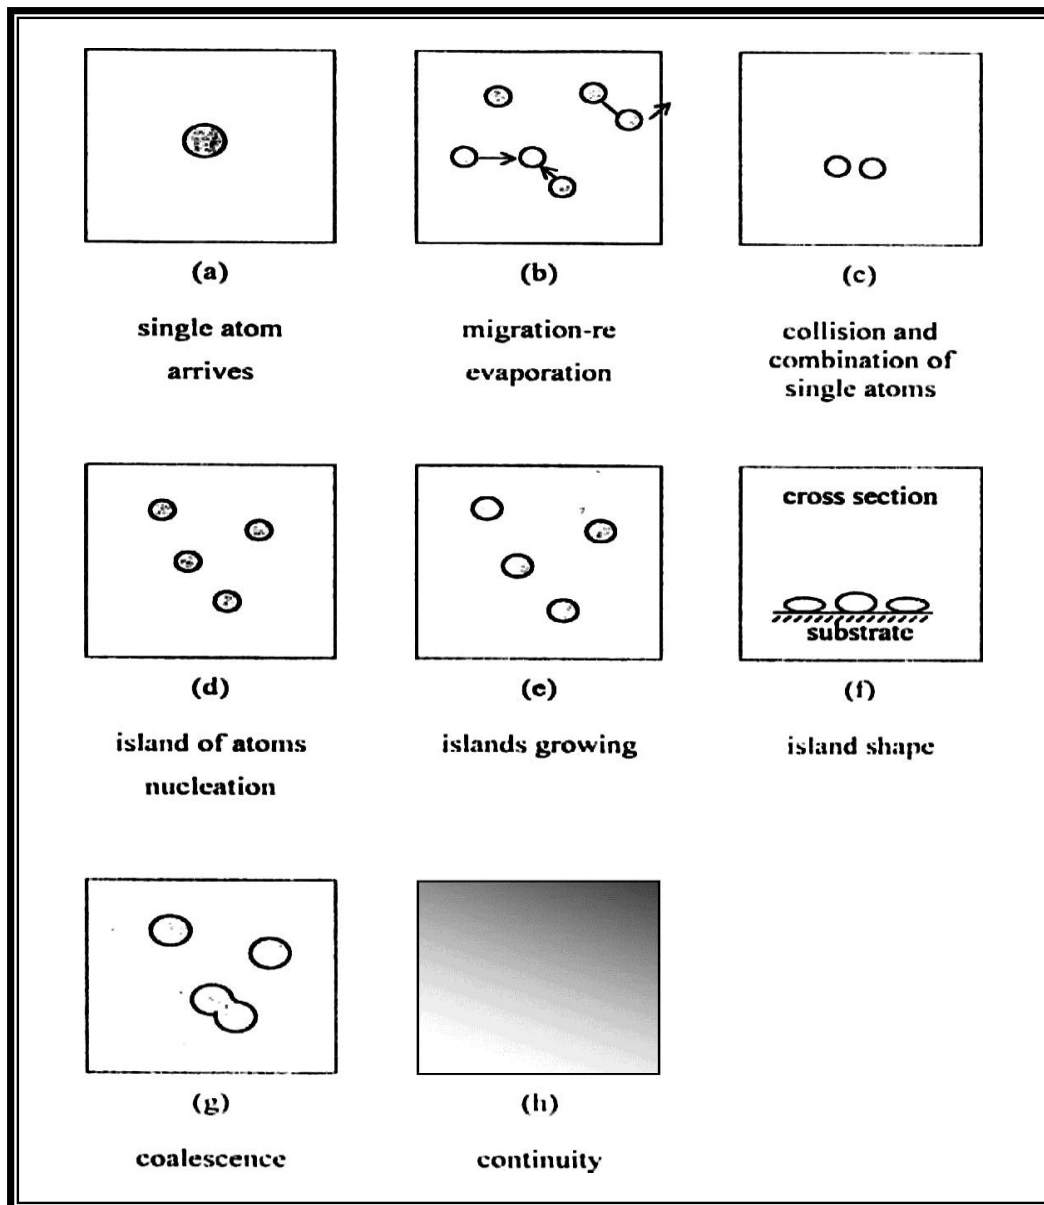 (a)
single atom
arrives
(b)
migration-re
evaporation
(c)
collision and
combination of
single atoms
(d)
island of atoms
nucleation
(e)
islands growing
cross section
substrate
(f)
island shape
(g)
coalescence
(h)
continuity